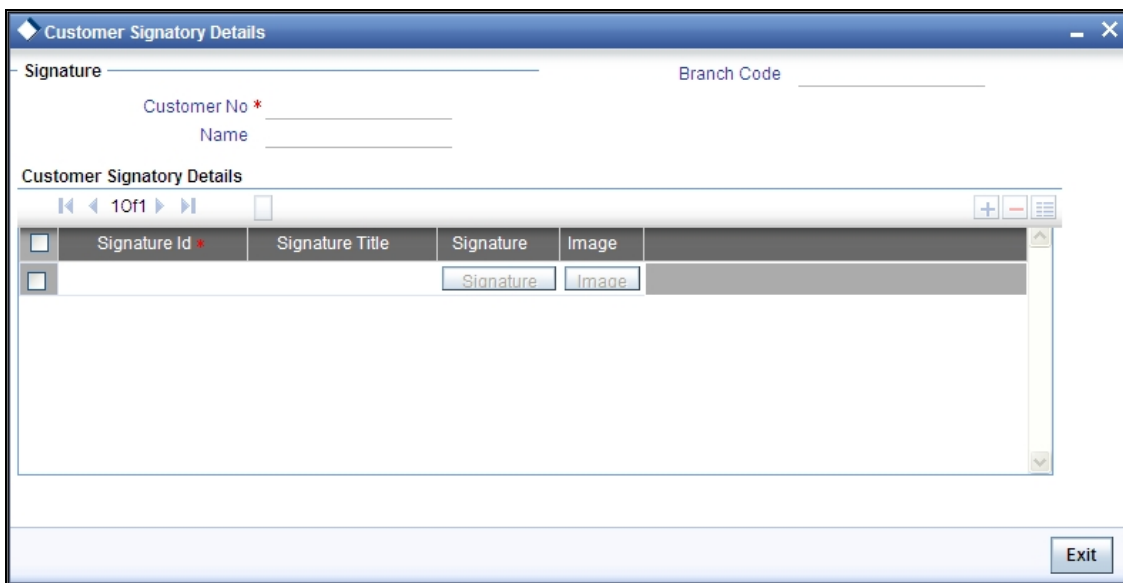 Customer Signatory Details
Signature
Branch Code
Customer No *
Name
Customer Signatory Details
1Of1
Signature Id * Signature Title Signature Image
Signature Image
Exit